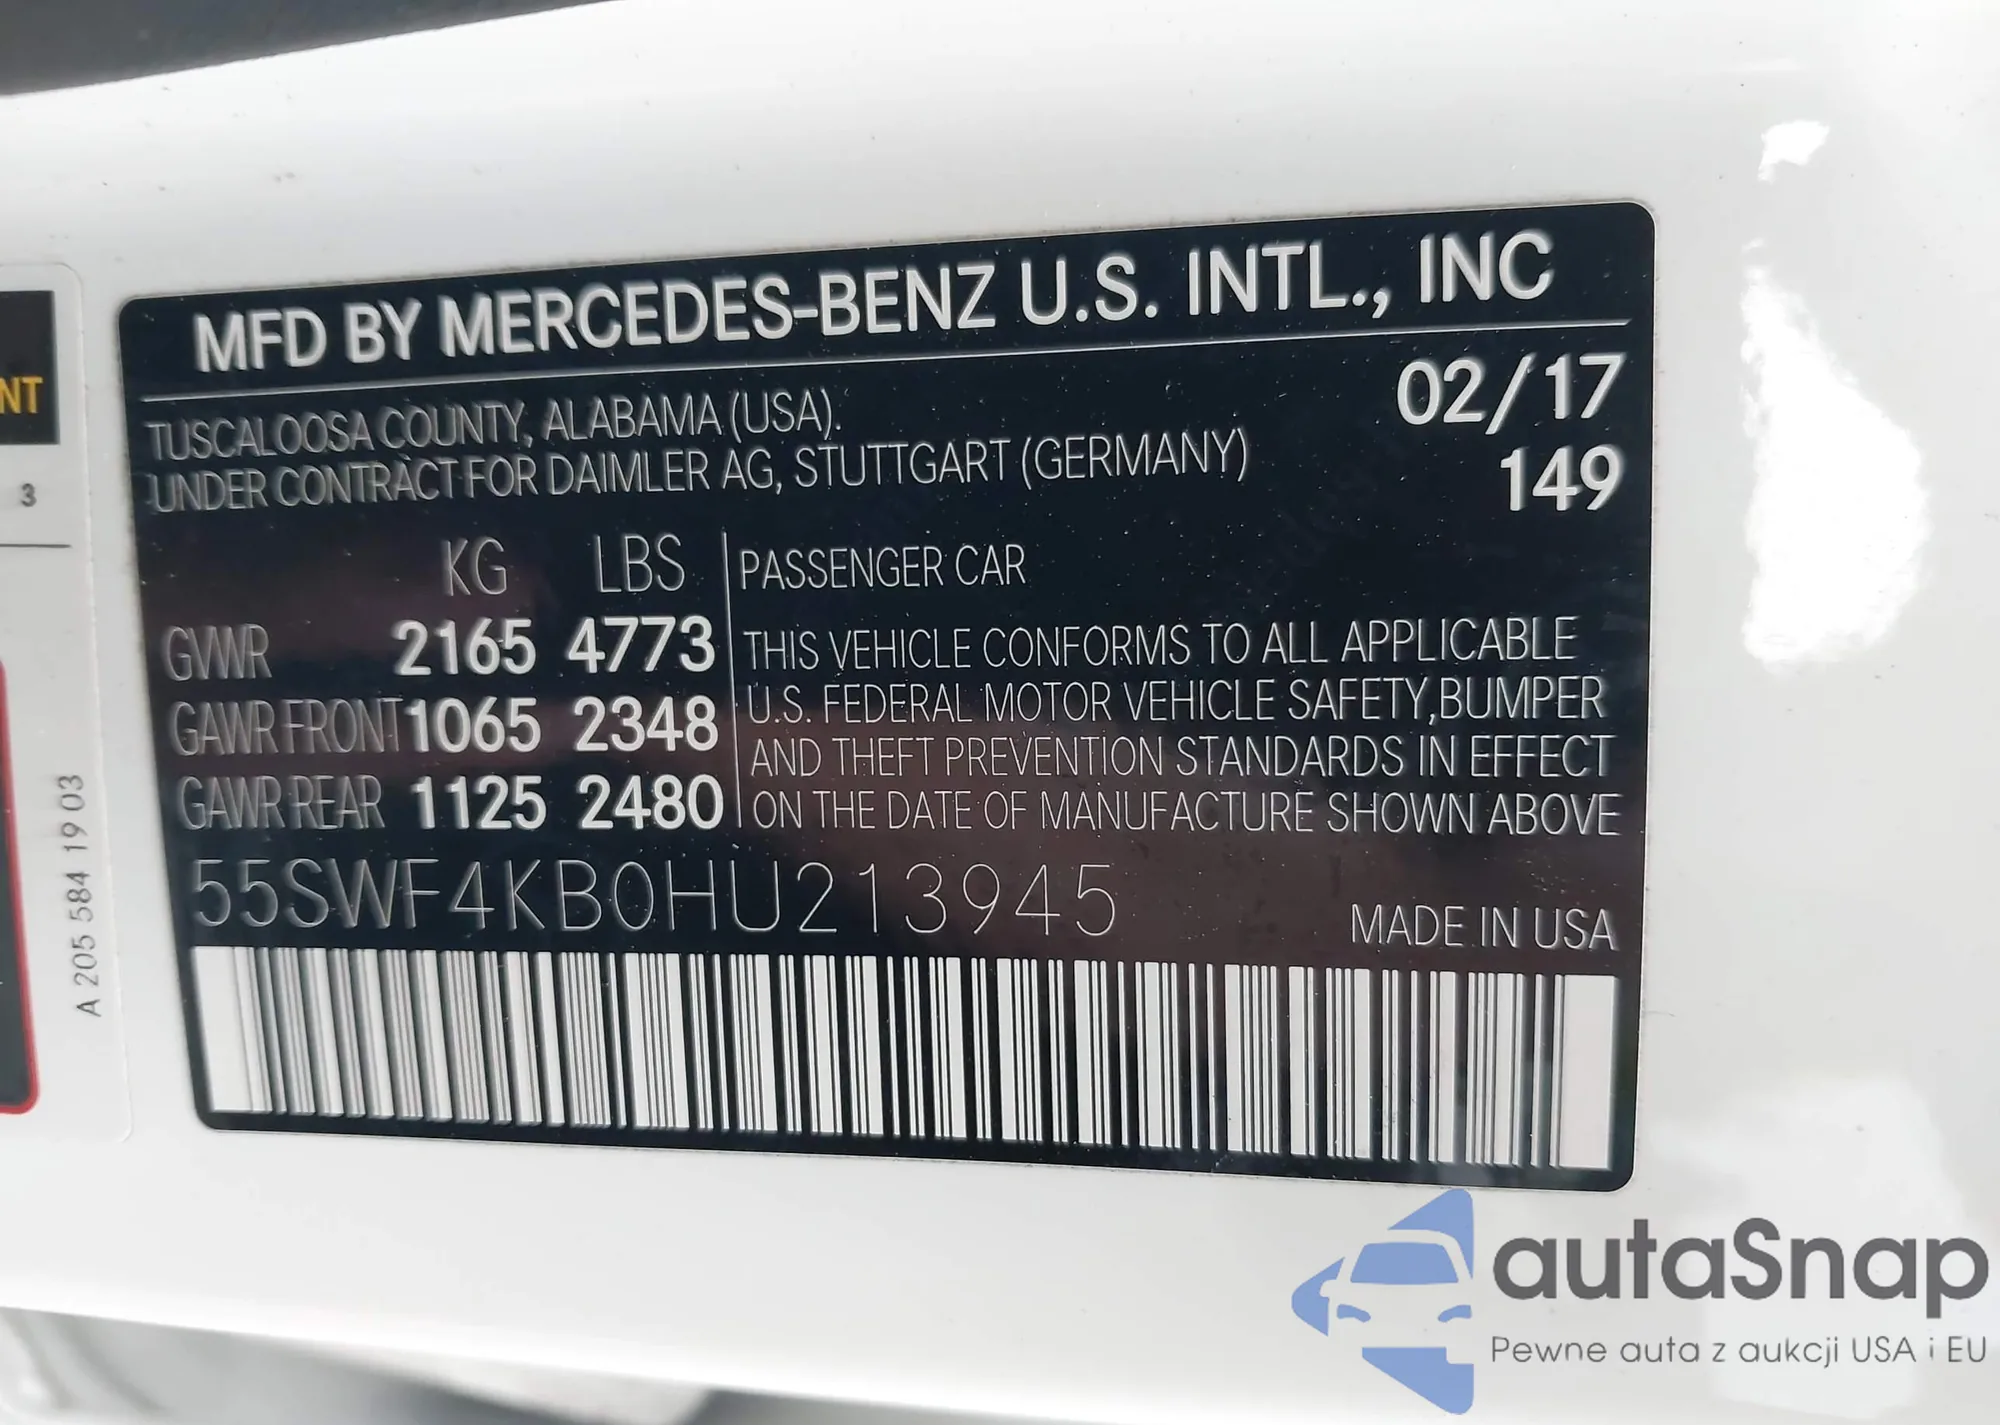 MFD BY MERCEDES-BENZ U.S. INTL., INC
02/17
149
TUSCALOOSA COUNTY, ALABAMA (USA).
UNDER CONTRACT FOR DAIMLER AG, STUTTGART (GERMANY)
KG LBS
GVWR 2165 4773
GAWR FRONT 1065 2348
GAWR REAR 1125 2480
PASSENGER CAR
THIS VEHICLE CONFORMS TO ALL APPLICABLE
U.S. FEDERAL MOTOR VEHICLE SAFETY, BUMPER
AND THEFT PREVENTION STANDARDS IN EFFECT
ON THE DATE OF MANUFACTURE SHOWN ABOVE
55SWF4KB0HU213945
MADE IN USA
NT
3
A 205 584 19 03
autaSnap
Pewne auta z aukcji USA i EU